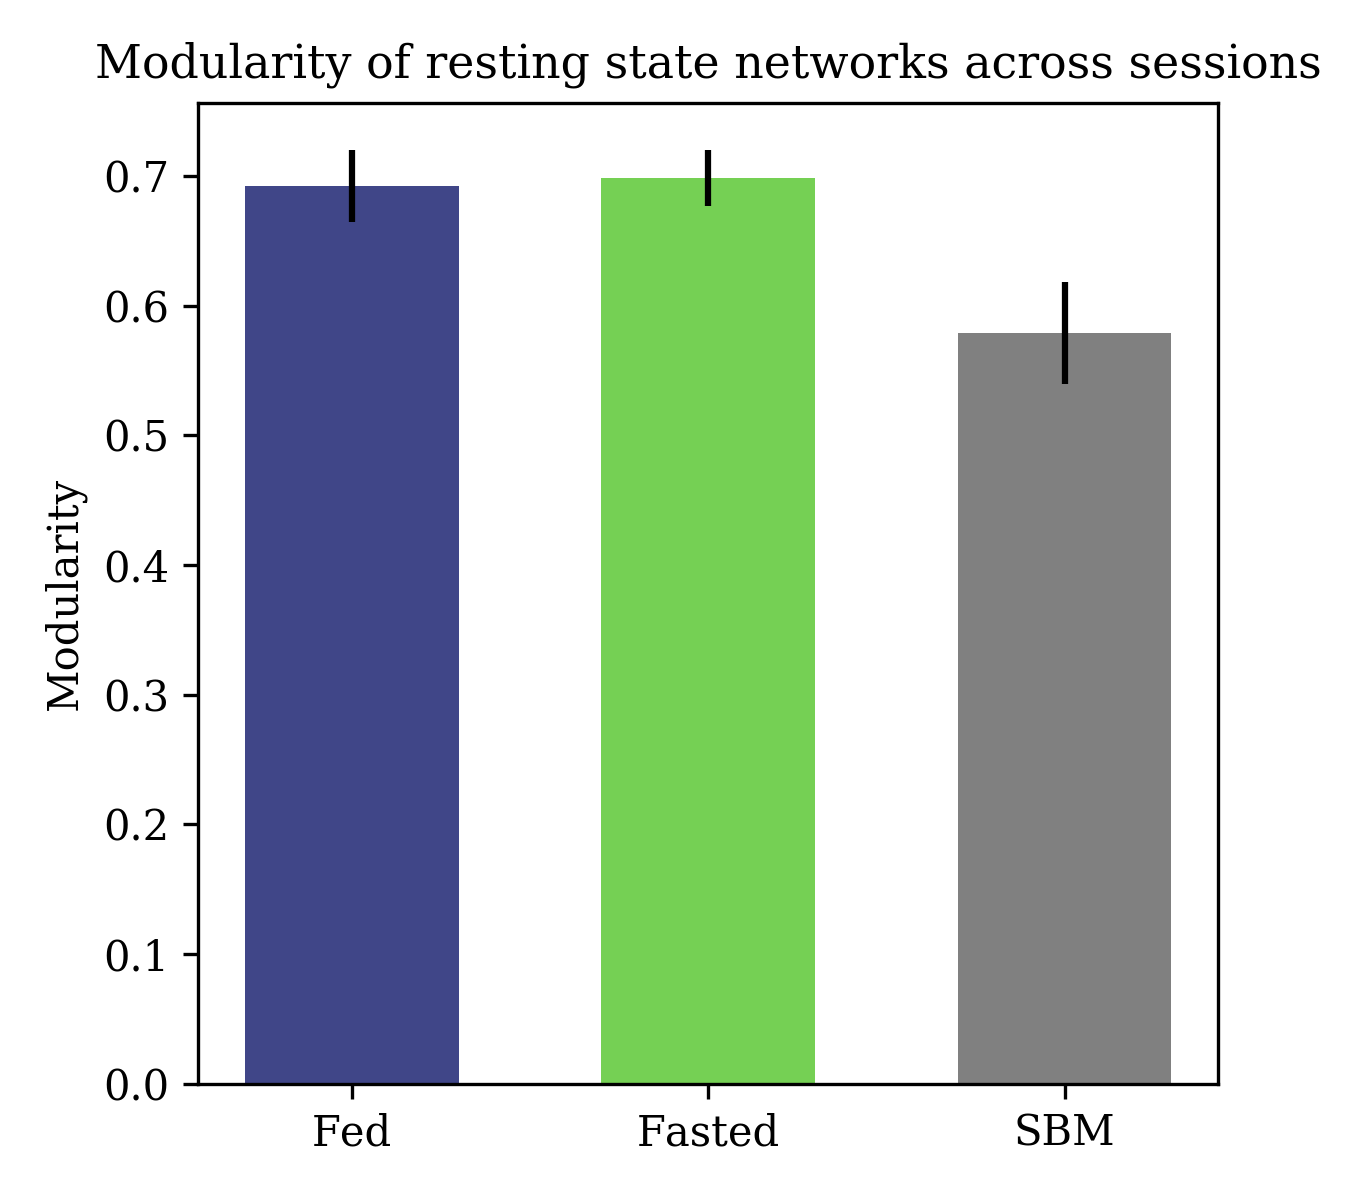 Modularity of resting state networks across sessions
Modularity
0.7
0.6
0.5
0.4
0.3
0.2
0.1
0.0
Fed Fasted SBM